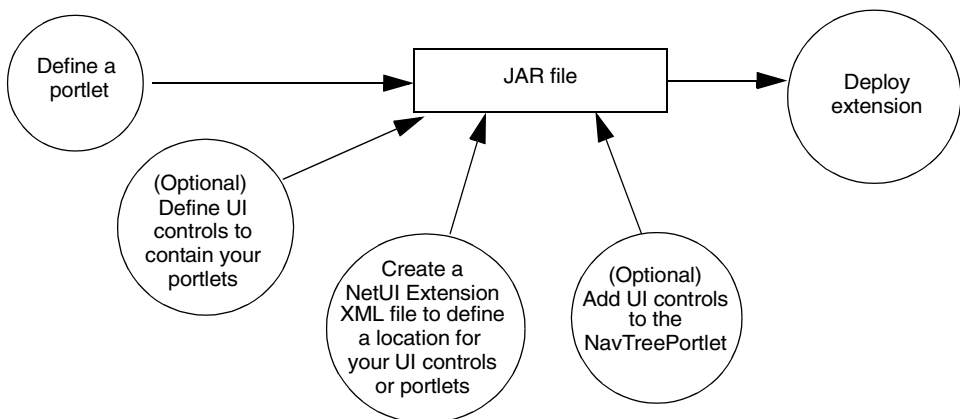 Define a
portlet
JAR file
Deploy
extension
(Optional)
Define UI
controls to
contain your
portlets
Create a
NetUI Extension
XML file to define
a location for
your UI controls
or portlets
(Optional)
Add UI controls
to the
NavTreePortlet